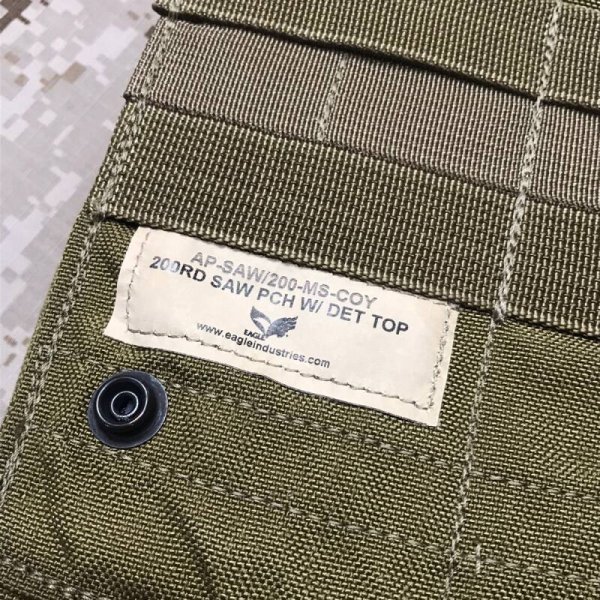 AP-SAW/200-MS-COY
200RD SAW PCH W/ DET TOP
EAGLE
www.eagleindustries.com